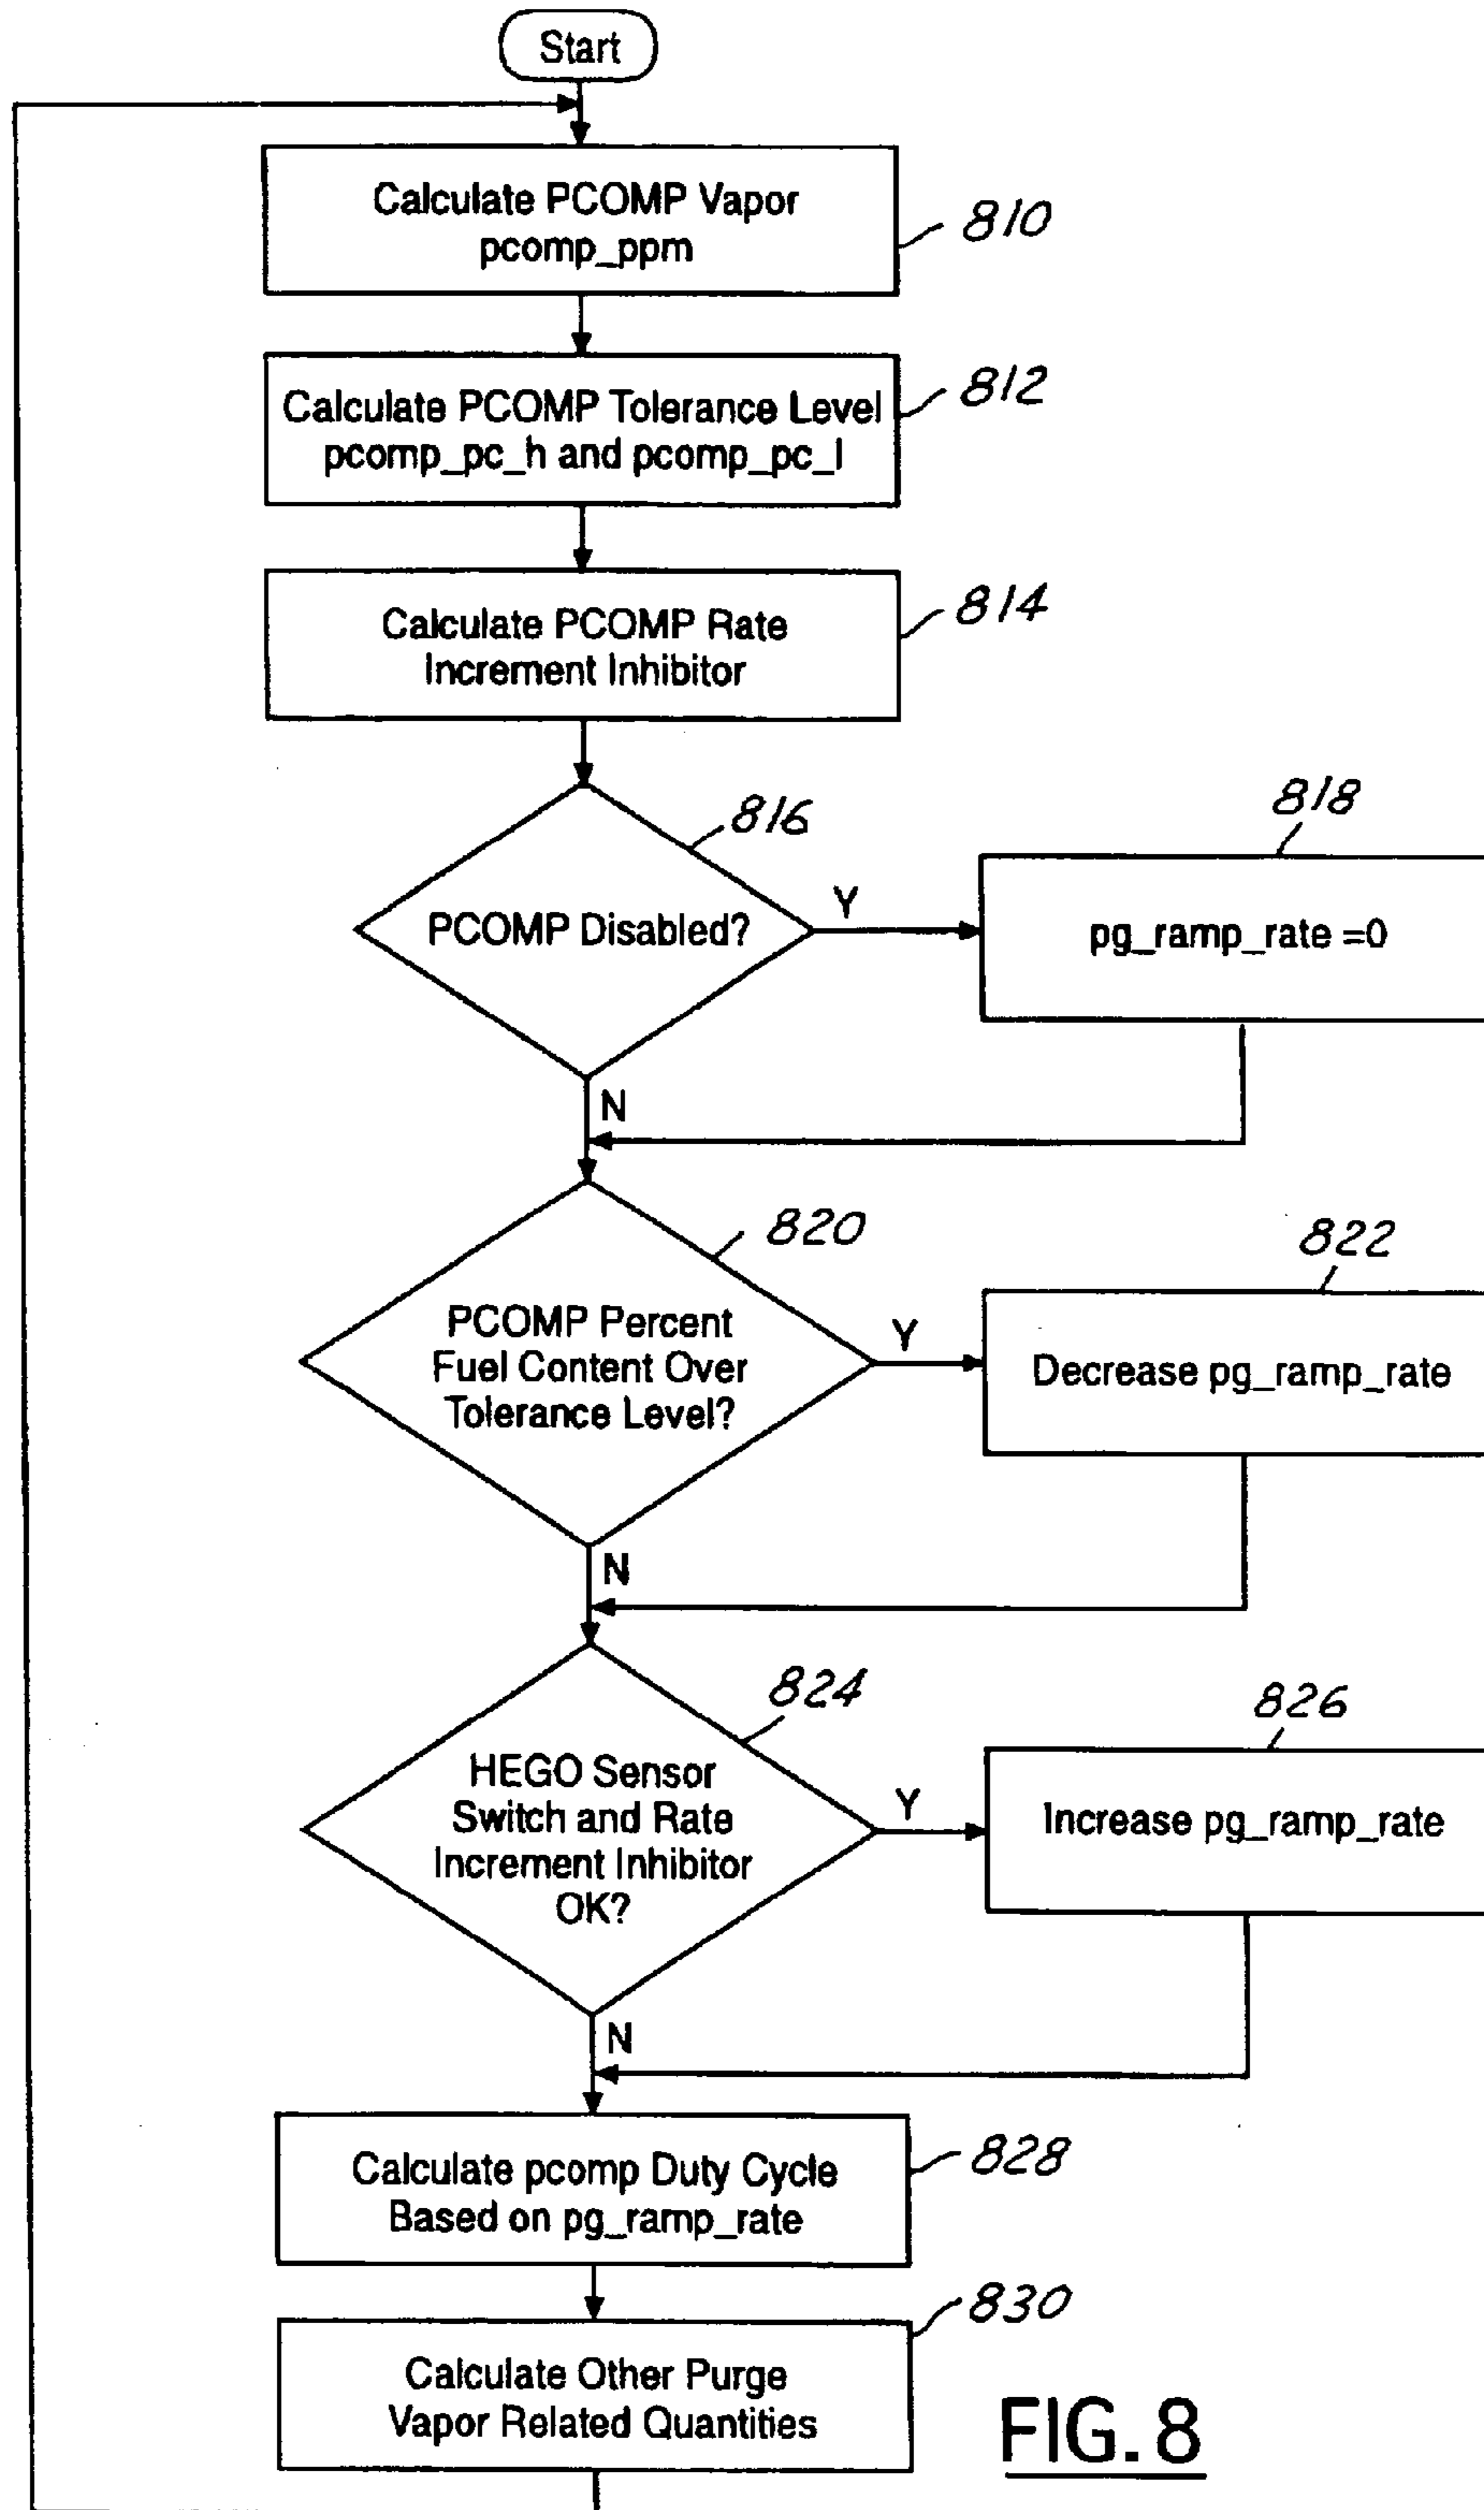 Start
Calculate PCOMP Vapor
pcomp_ppm
810
Calculate PCOMP Tolerance Level
pcomp_pc_h and pcomp_pc_l
812
Calculate PCOMP Rate
Increment Inhibitor
814
816
PCOMP Disabled?
Y
818
pg_ramp_rate =0
N
820
PCOMP Percent
Fuel Content Over
Tolerance Level?
Y
822
Decrease pg_ramp_rate
N
824
HEGO Sensor
Switch and Rate
Increment Inhibitor
OK?
Y
826
Increase pg_ramp_rate
N
Calculate pcomp Duty Cycle
Based on pg_ramp_rate
828
830
Calculate Other Purge
Vapor Related Quantities
FIG. 8